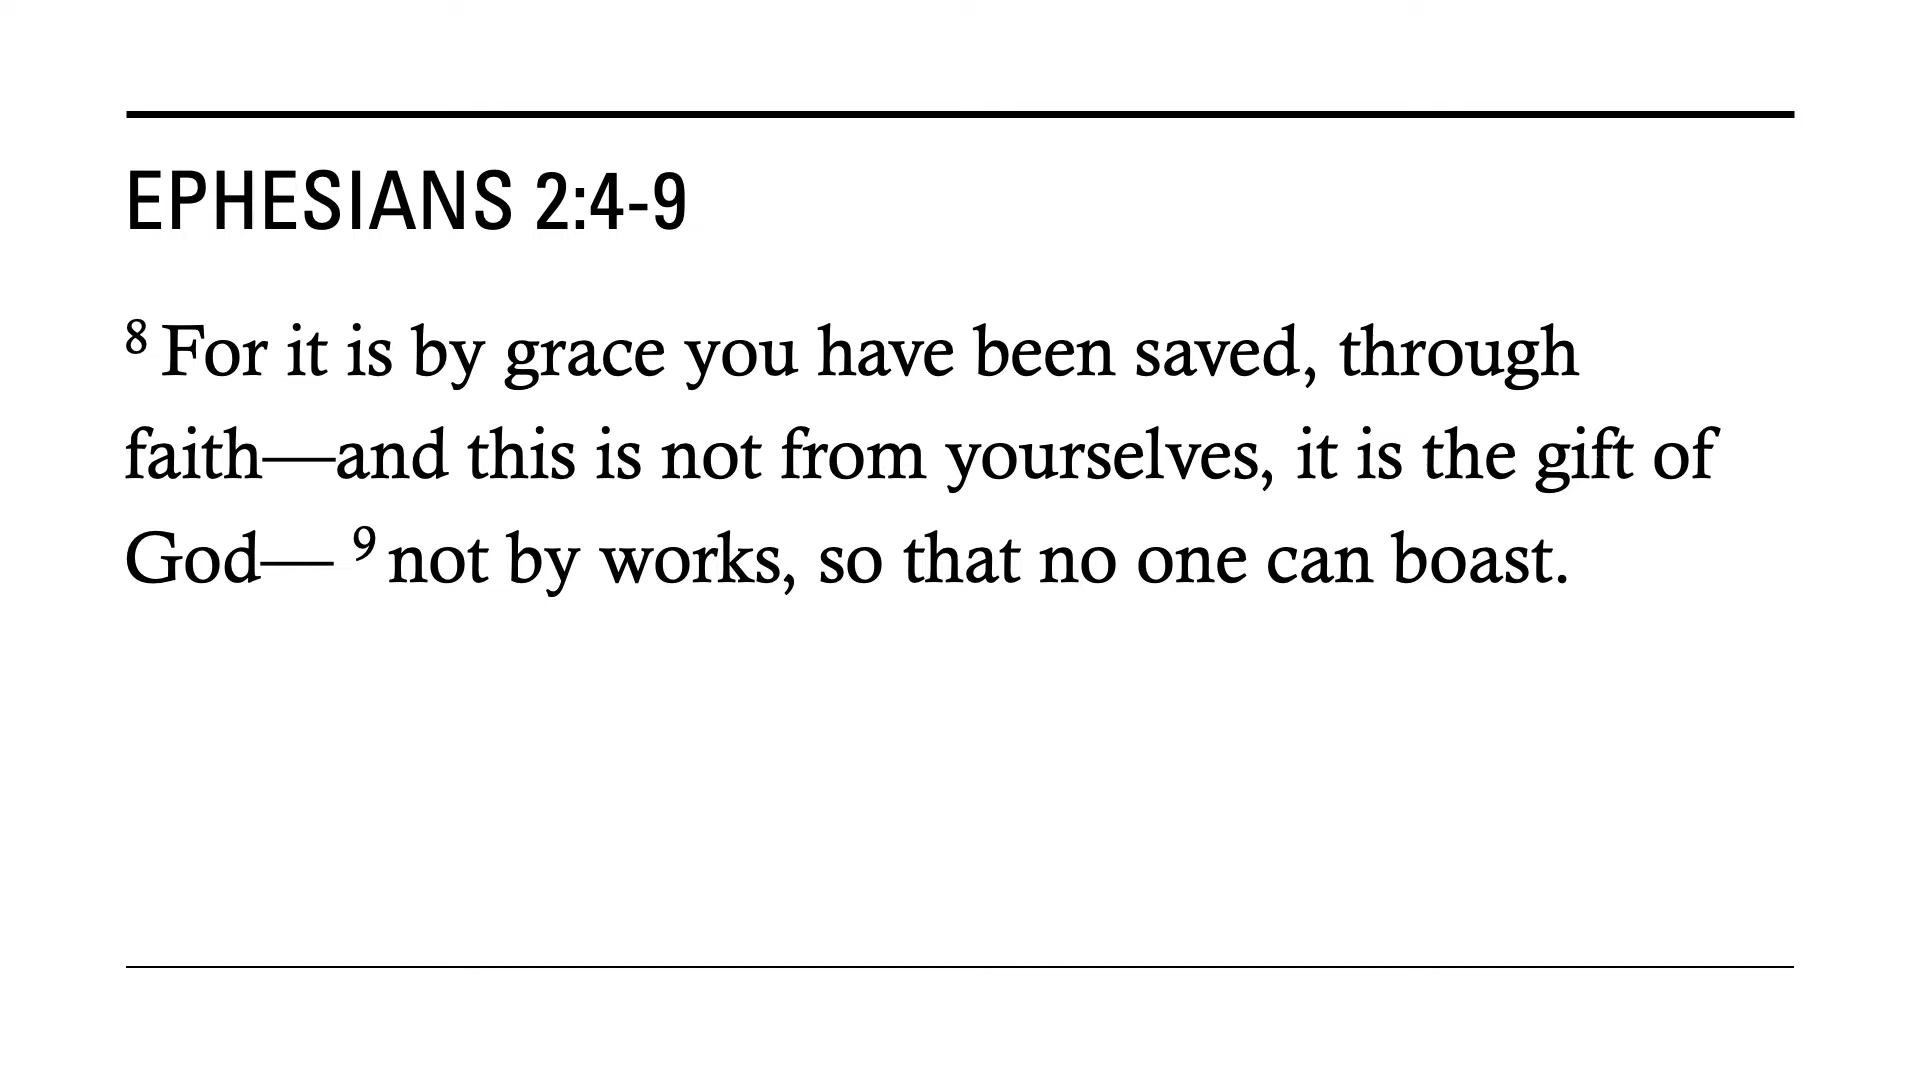 EPHESIANS 2:4-9
8 For it is by grace you have been saved, through
faith—and this is not from yourselves, it is the gift of
God— 9 not by works, so that no one can boast.